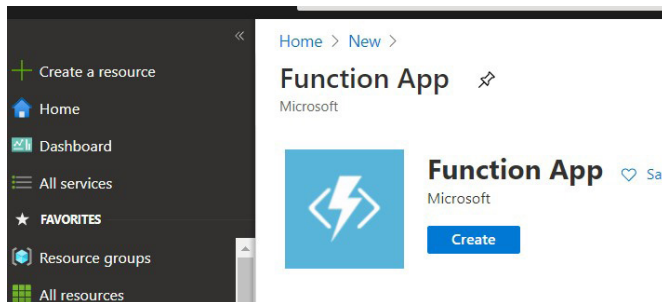 Home > New >
Create a resource
Home
Dashboard
All services
FAVORITES
Resource groups
All resources
Function App
Microsoft
Function App
Microsoft
Create